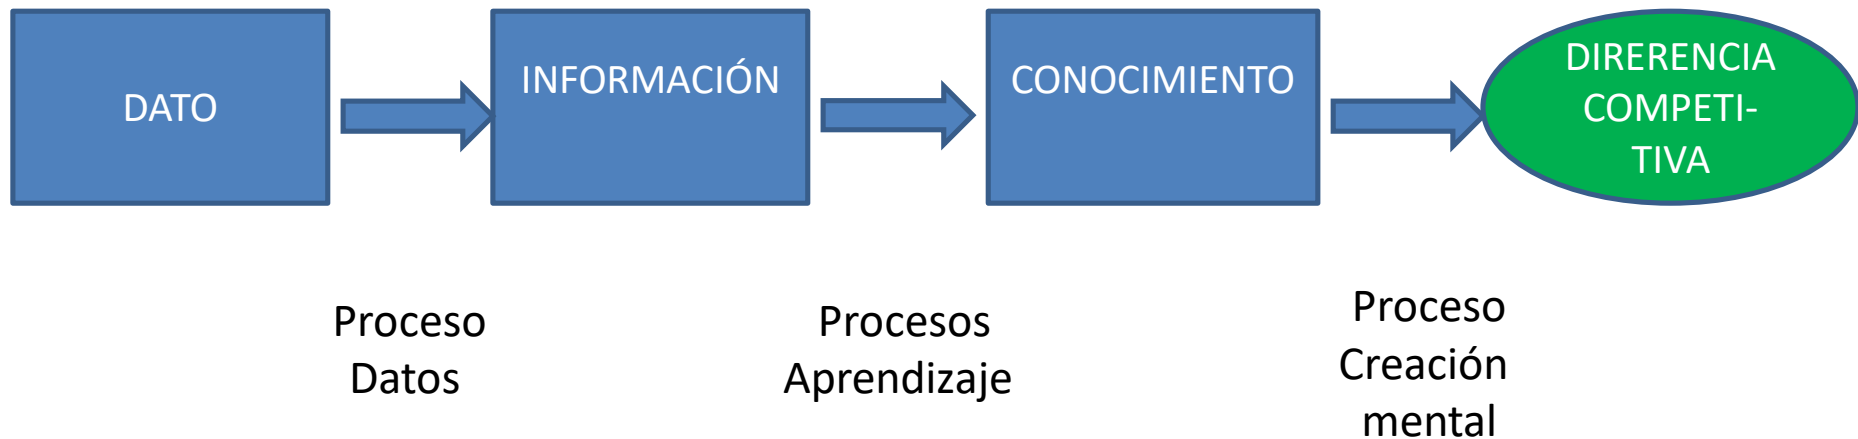 DATO
INFORMACIÓN
CONOCIMIENTO
DIRERENCIA
COMPETI-
TIVA
Proceso
Datos
Procesos
Aprendizaje
Proceso
Creación
mental